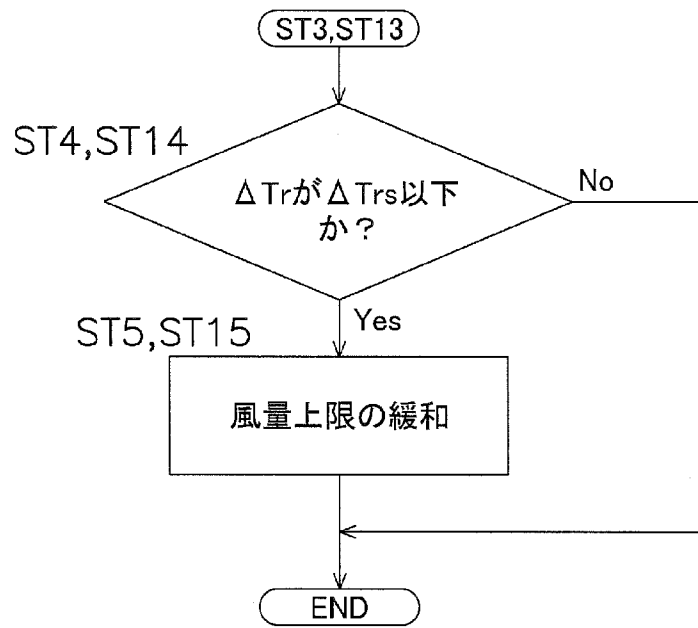 ST3,ST13
ST4,ST14
ΔTrがΔTrs以下
か？
No
Yes
ST5,ST15
風量上限の緩和
END